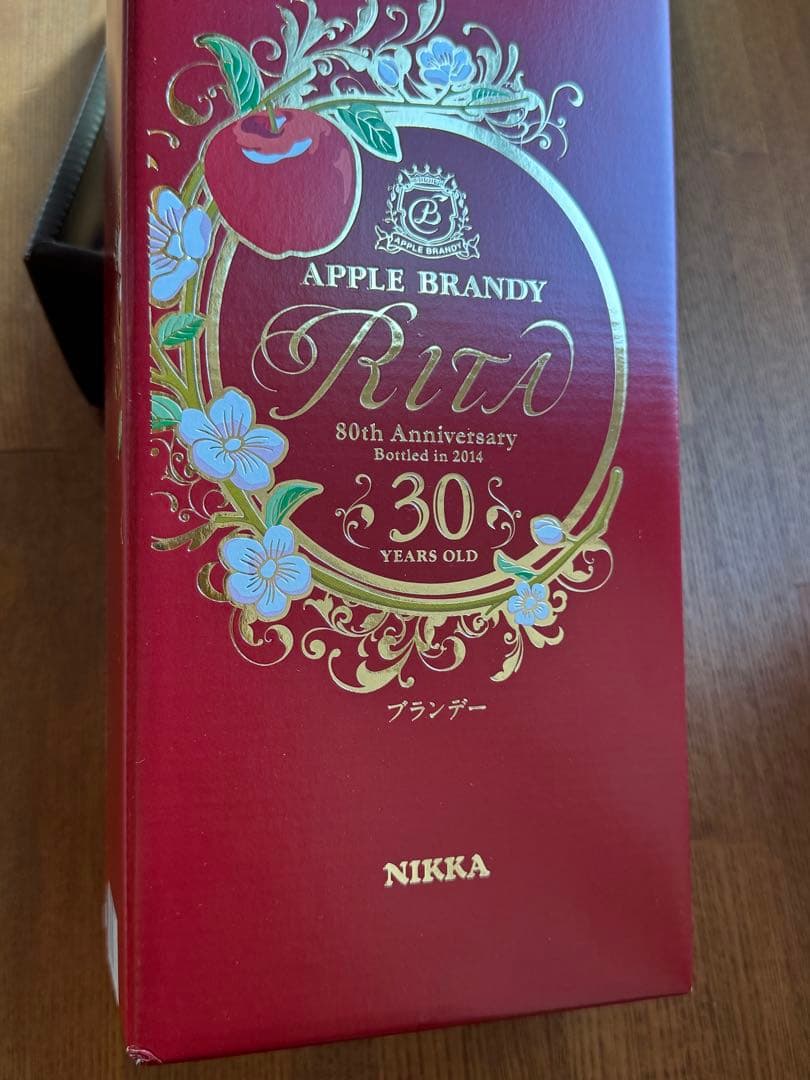 APPLE BRANDY
APPLE BRANDY
RITA
80th Anniversary
Bottled in 2014
30
YEARS OLD
ブランデー
NIKKA